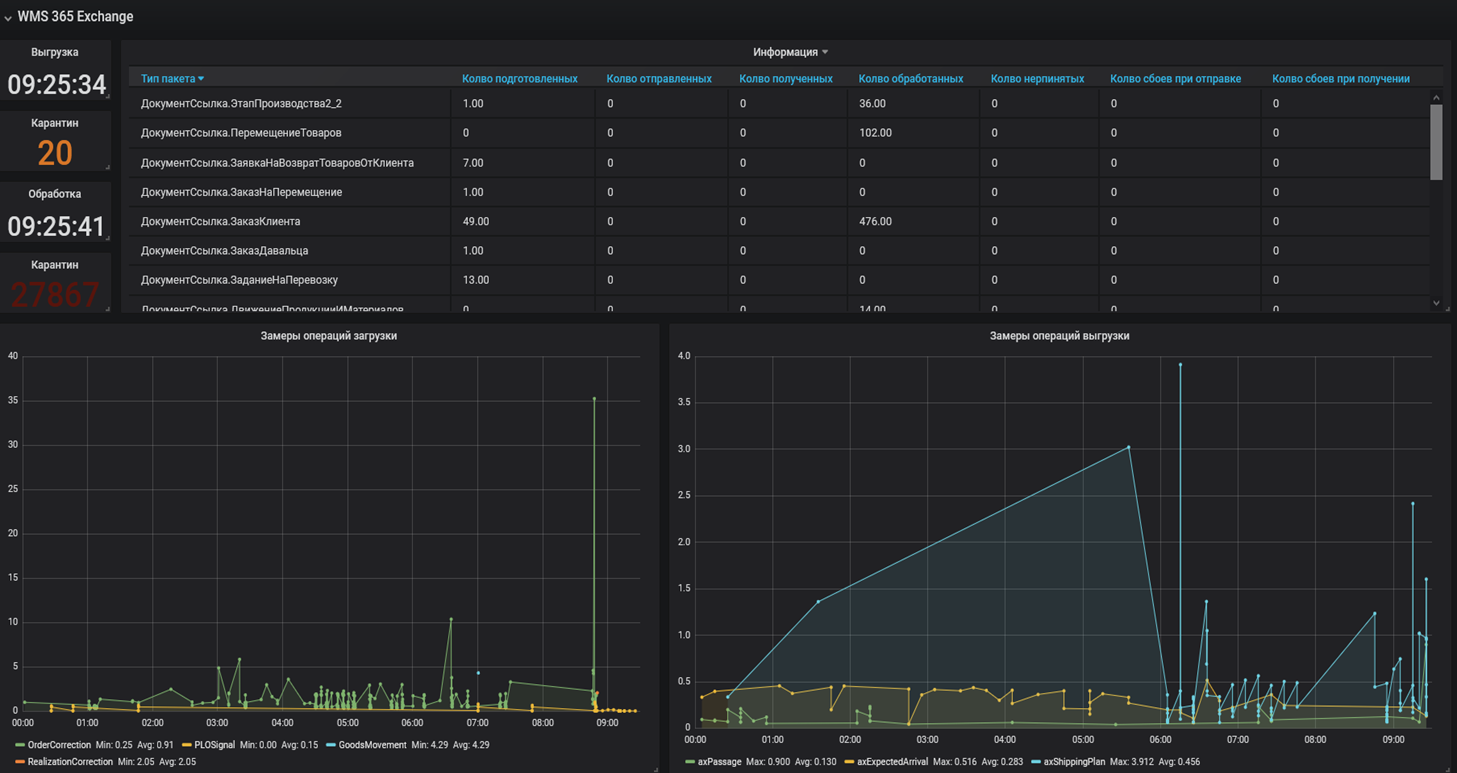 WMS 365 Exchange
Выгрузка
09:25:34
Карантин
20
Обработка
09:25:41
Карантин
27867
Информация
Тип пакета Колво подготовленных Колво отправленных Колво полученных Колво обработанных Колво нерпинятых Колво сбоев при отправке Колво сбоев при получении
ДокументСсылка.ЭтапПроизводства2_2 1.00 0 0 36.00 0 0 0
ДокументСсылка.ПеремещениеТоваров 0 0 0 102.00 0 0 0
ДокументСсылка.ЗаявкаНаВозвратТоваровОтКлиента 7.00 0 0 0 0 0 0
ДокументСсылка.ЗаказНаПеремещение 1.00 0 0 0 0 0 0
ДокументСсылка.ЗаказКлиента 49.00 0 0 476.00 0 0 0
ДокументСсылка.ЗаказДавальца 1.00 0 0 0 0 0 0
ДокументСсылка.ЗаданиеНаПеревозку 13.00 0 0 0 0 0 0
ДокументСсылка.ДвижениеПродукцииИМатериалов 0 0 0 14.00 0 0 0
Замеры операций загрузки
40
35
30
25
20
15
10
5
0
00:00 01:00 02:00 03:00 04:00 05:00 06:00 07:00 08:00 09:00
OrderCorrection Min: 0.25 Avg: 0.91 PLOSignal Min: 0.00 Avg: 0.15 GoodsMovement Min: 4.29 Avg: 4.29
RealizationCorrection Min: 2.05 Avg: 2.05
Замеры операций выгрузки
4.0
3.5
3.0
2.5
2.0
1.5
1.0
0.5
0
00:00 01:00 02:00 03:00 04:00 05:00 06:00 07:00 08:00 09:00
axPassage Max: 0.900 Avg: 0.130 axExpectedArrival Max: 0.516 Avg: 0.283 axShippingPlan Max: 3.912 Avg: 0.456